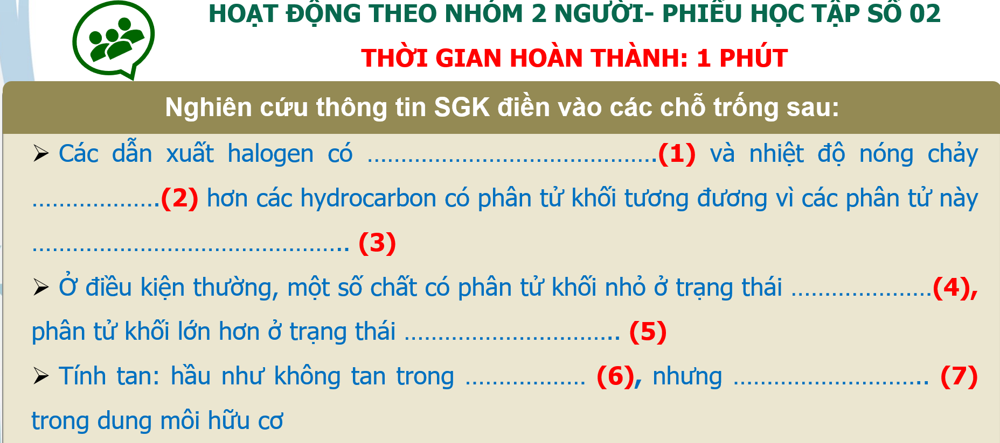 HOẠT ĐỘNG THEO NHÓM 2 NGƯỜI- PHIẾU HỌC TẬP SỐ 02
THỜI GIAN HOÀN THÀNH: 1 PHÚT
Nghiên cứu thông tin SGK điền vào các chỗ trống sau:
➢ Các dẫn xuất halogen có …………………………………….(1) và nhiệt độ nóng chảy
……………….(2) hơn các hydrocarbon có phân tử khối tương đương vì các phân tử này
……………………………………….. (3)
➢ Ở điều kiện thường, một số chất có phân tử khối nhỏ ở trạng thái …………………(4),
phân tử khối lớn hơn ở trạng thái ………………………….. (5)
➢ Tính tan: hầu như không tan trong ……………… (6), nhưng ……………………….. (7)
trong dung môi hữu cơ